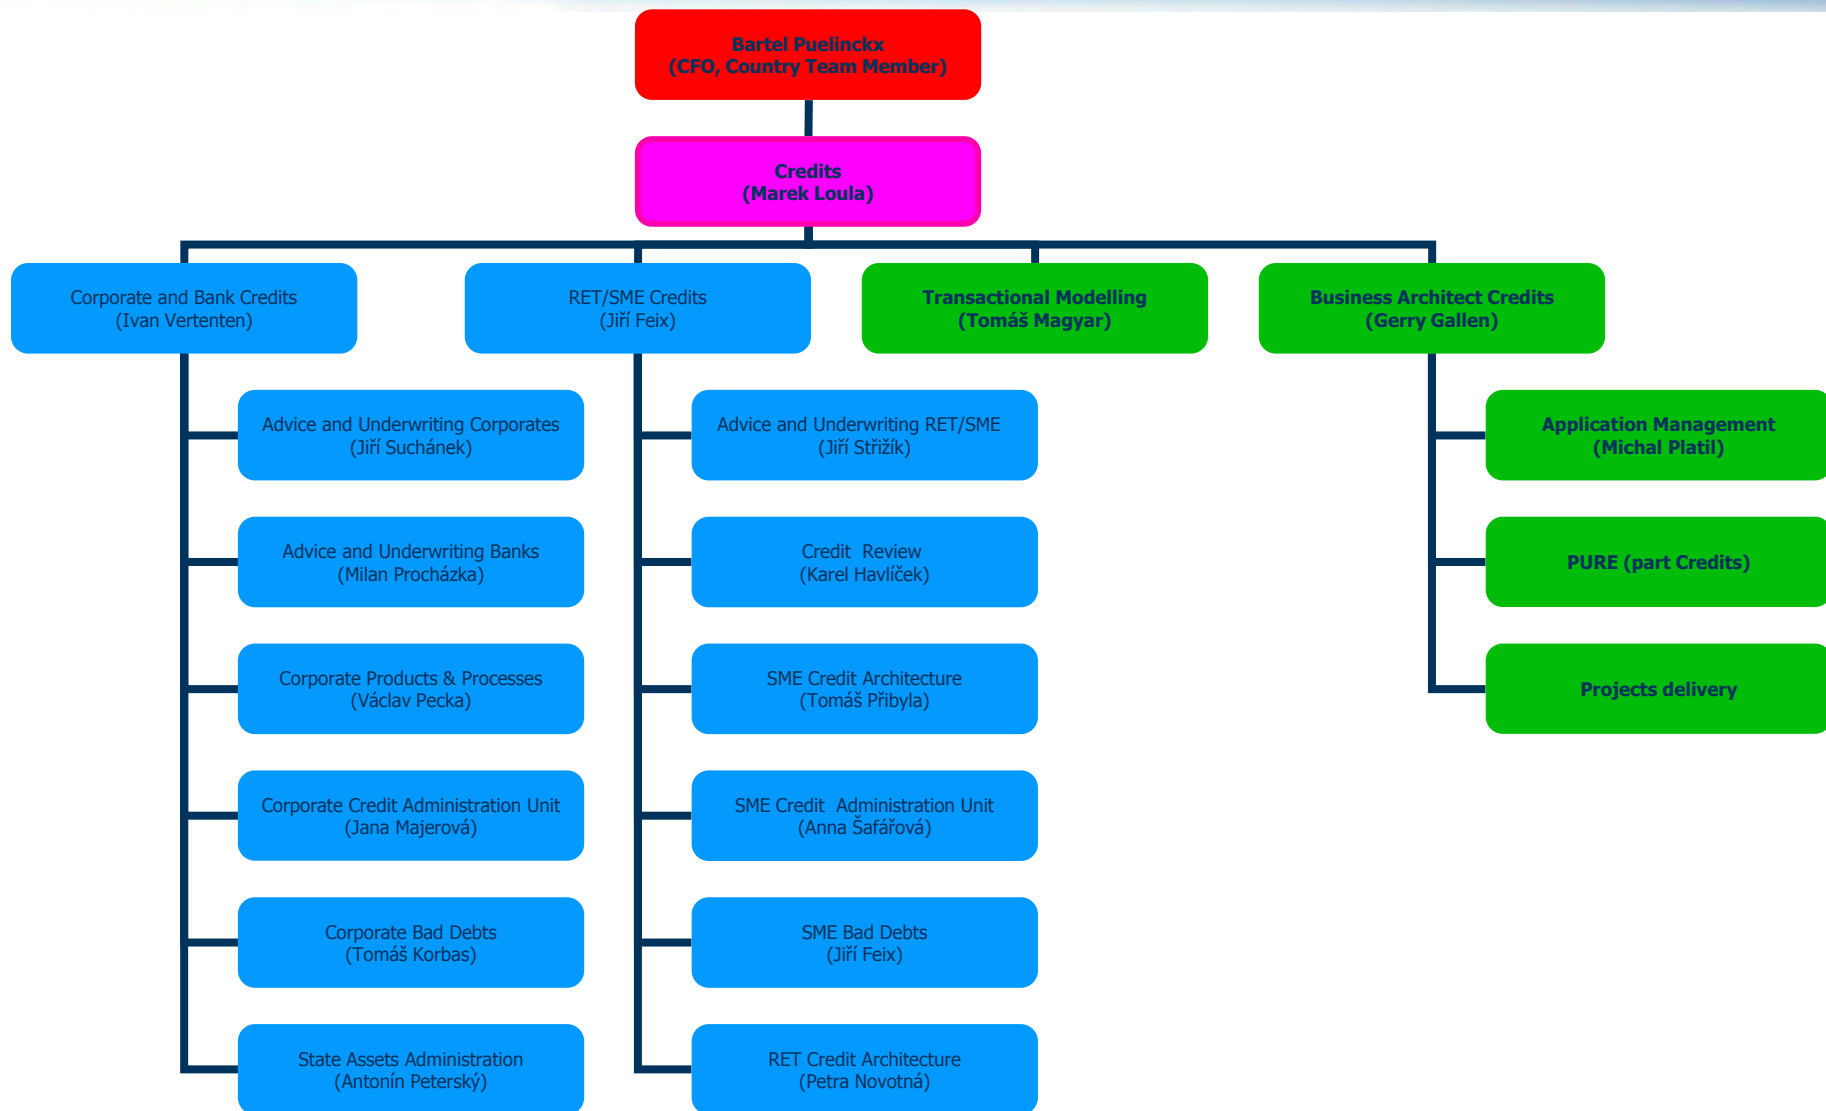 Bartel Puelinckx
(CFO, Country Team Member)
Credits
(Marek Loula)
Corporate and Bank Credits
(Ivan Vertenten)
RET/SME Credits
(Jiří Feix)
Transactional Modelling
(Tomáš Magyar)
Business Architect Credits
(Gerry Gallen)
Advice and Underwriting Corporates
(Jiří Suchánek)
Advice and Underwriting RET/SME
(Jiří Střižík)
Application Management
(Michal Platil)
Advice and Underwriting Banks
(Milan Procházka)
Credit  Review
(Karel Havlíček)
PURE (part Credits)
Corporate Products & Processes
(Václav Pecka)
SME Credit Architecture
(Tomáš Přibyla)
Projects delivery
Corporate Credit Administration Unit
(Jana Majerová)
SME Credit  Administration Unit
(Anna Šafářová)
Corporate Bad Debts
(Tomáš Korbas)
SME Bad Debts
(Jiří Feix)
State Assets Administration
(Antonín Peterský)
RET Credit Architecture
(Petra Novotná)